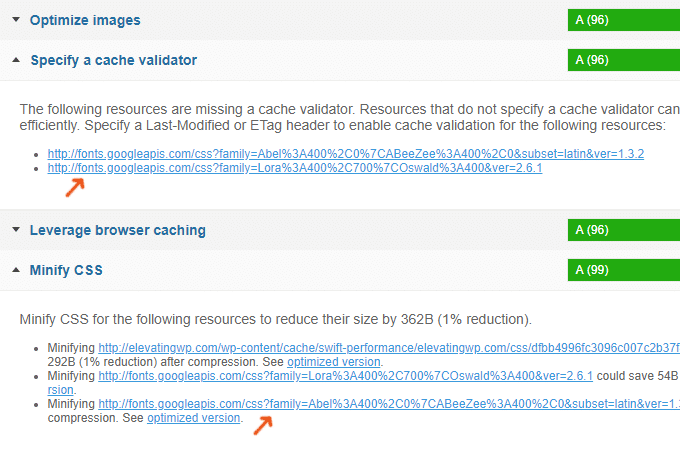 Optimize images A (96)
Specify a cache validator A (96)
The following resources are missing a cache validator. Resources that do not specify a cache validator can
efficiently. Specify a Last-Modified or ETag header to enable cache validation for the following resources:
http://fonts.googleapis.com/css?family=Abel%3A400%2C0%7CABeeZee%3A400%2C0&subset=latin&ver=1.3.2
http://fonts.googleapis.com/css?family=Lora%3A400%2C700%7COswald%3A400&ver=2.6.1
Leverage browser caching A (96)
Minify CSS A (99)
Minify CSS for the following resources to reduce their size by 362B (1% reduction).
Minifying http://elevatingwp.com/wp-content/cache/swift-performance/elevatingwp.com/css/dfbb4996fc3096c007c2b37f
292B (1% reduction) after compression. See optimized version.
Minifying http://fonts.googleapis.com/css?family=Lora%3A400%2C700%7COswald%3A400&ver=2.6.1 could save 54B
rsion.
Minifying http://fonts.googleapis.com/css?family=Abel%3A400%2C0%7CABeeZee%3A400%2C0&subset=latin&ver=1.3
compression. See optimized version.